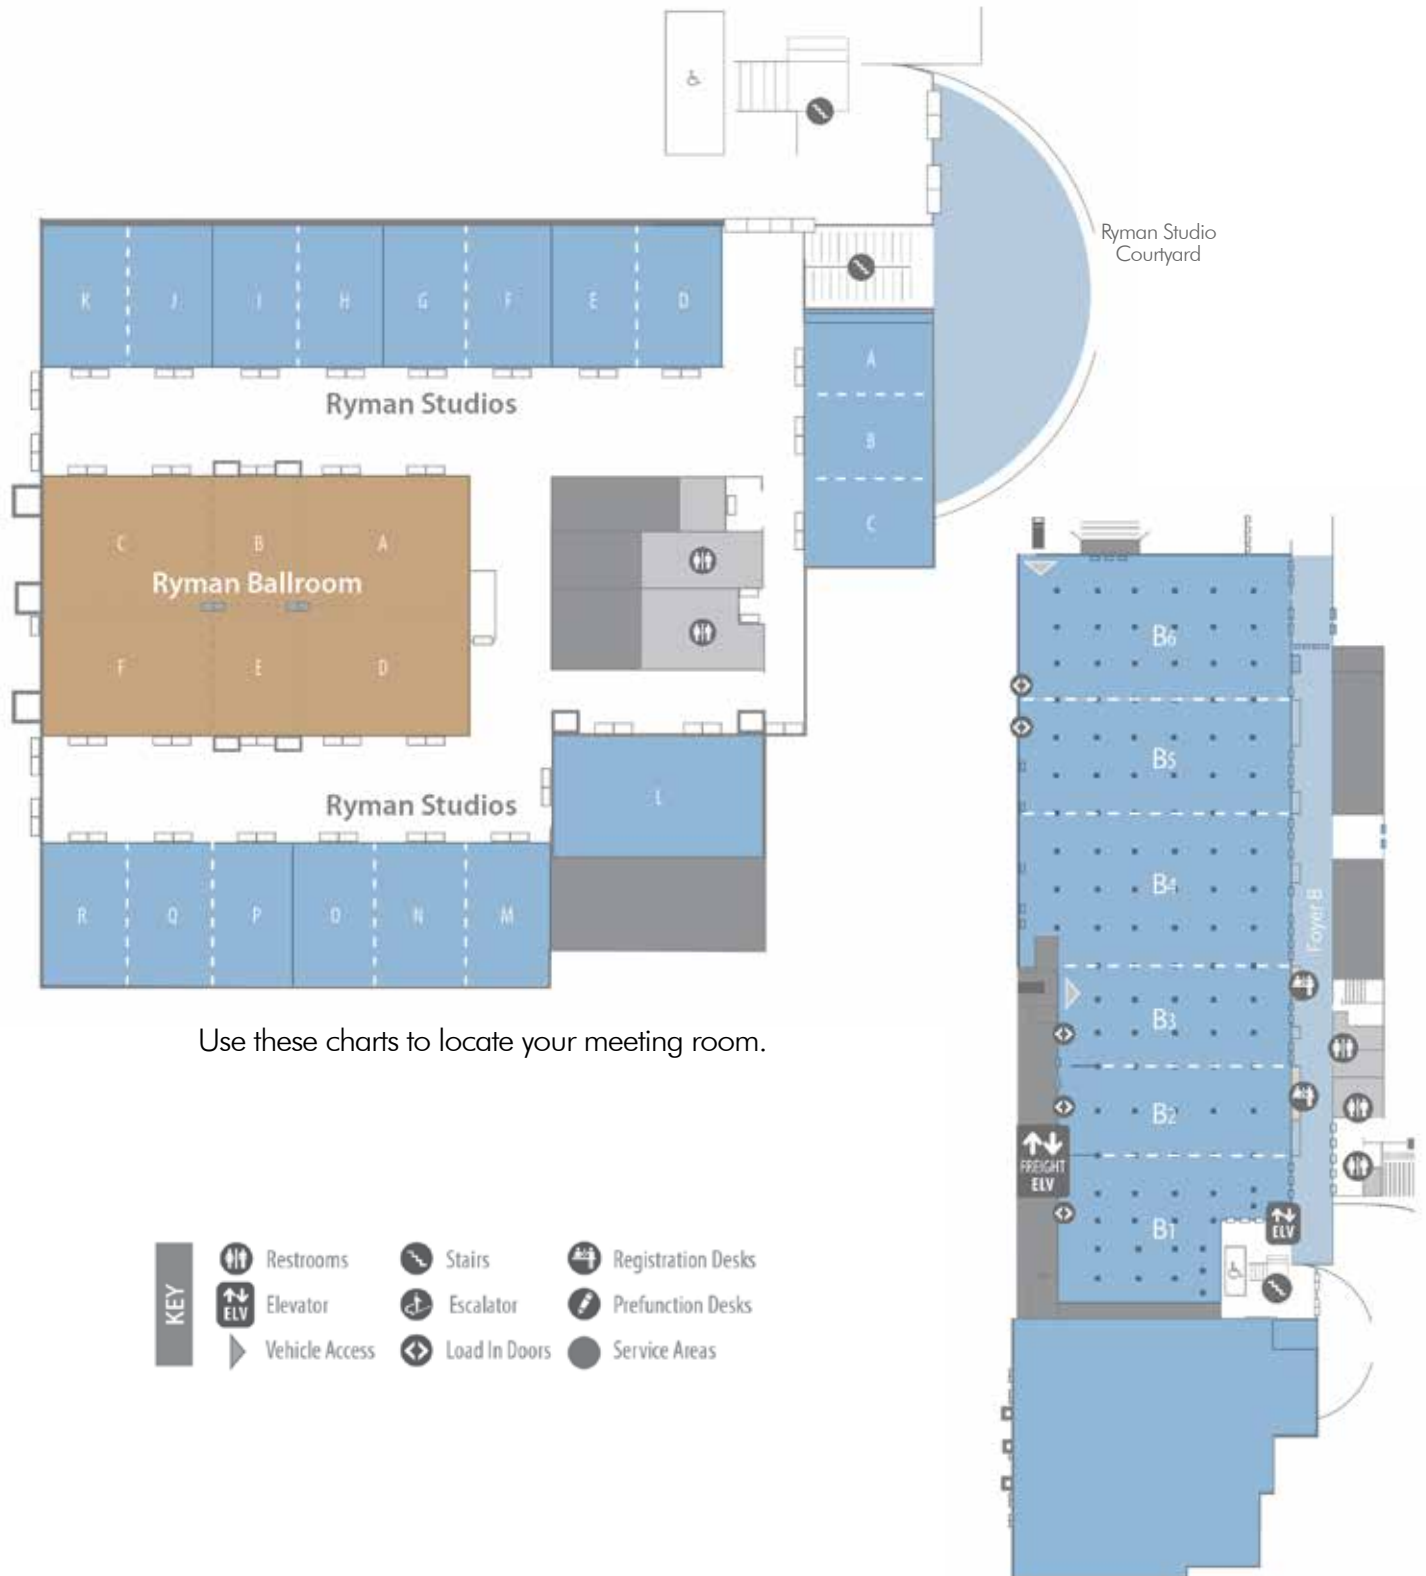 Ryman Studio
Courtyard
K J I H G F E D
A
B
C
Ryman Studios
C B A
Ryman Ballroom
F E D
Ryman Studios
L
R Q P O N M
B6
B5
B4
Foyer B
B3
B2
FREIGHT
ELV
B1
ELV
Use these charts to locate your meeting room.
KEY
Restrooms Stairs Registration Desks
ELV Elevator Escalator Prefunction Desks
Vehicle Access Load In Doors Service Areas